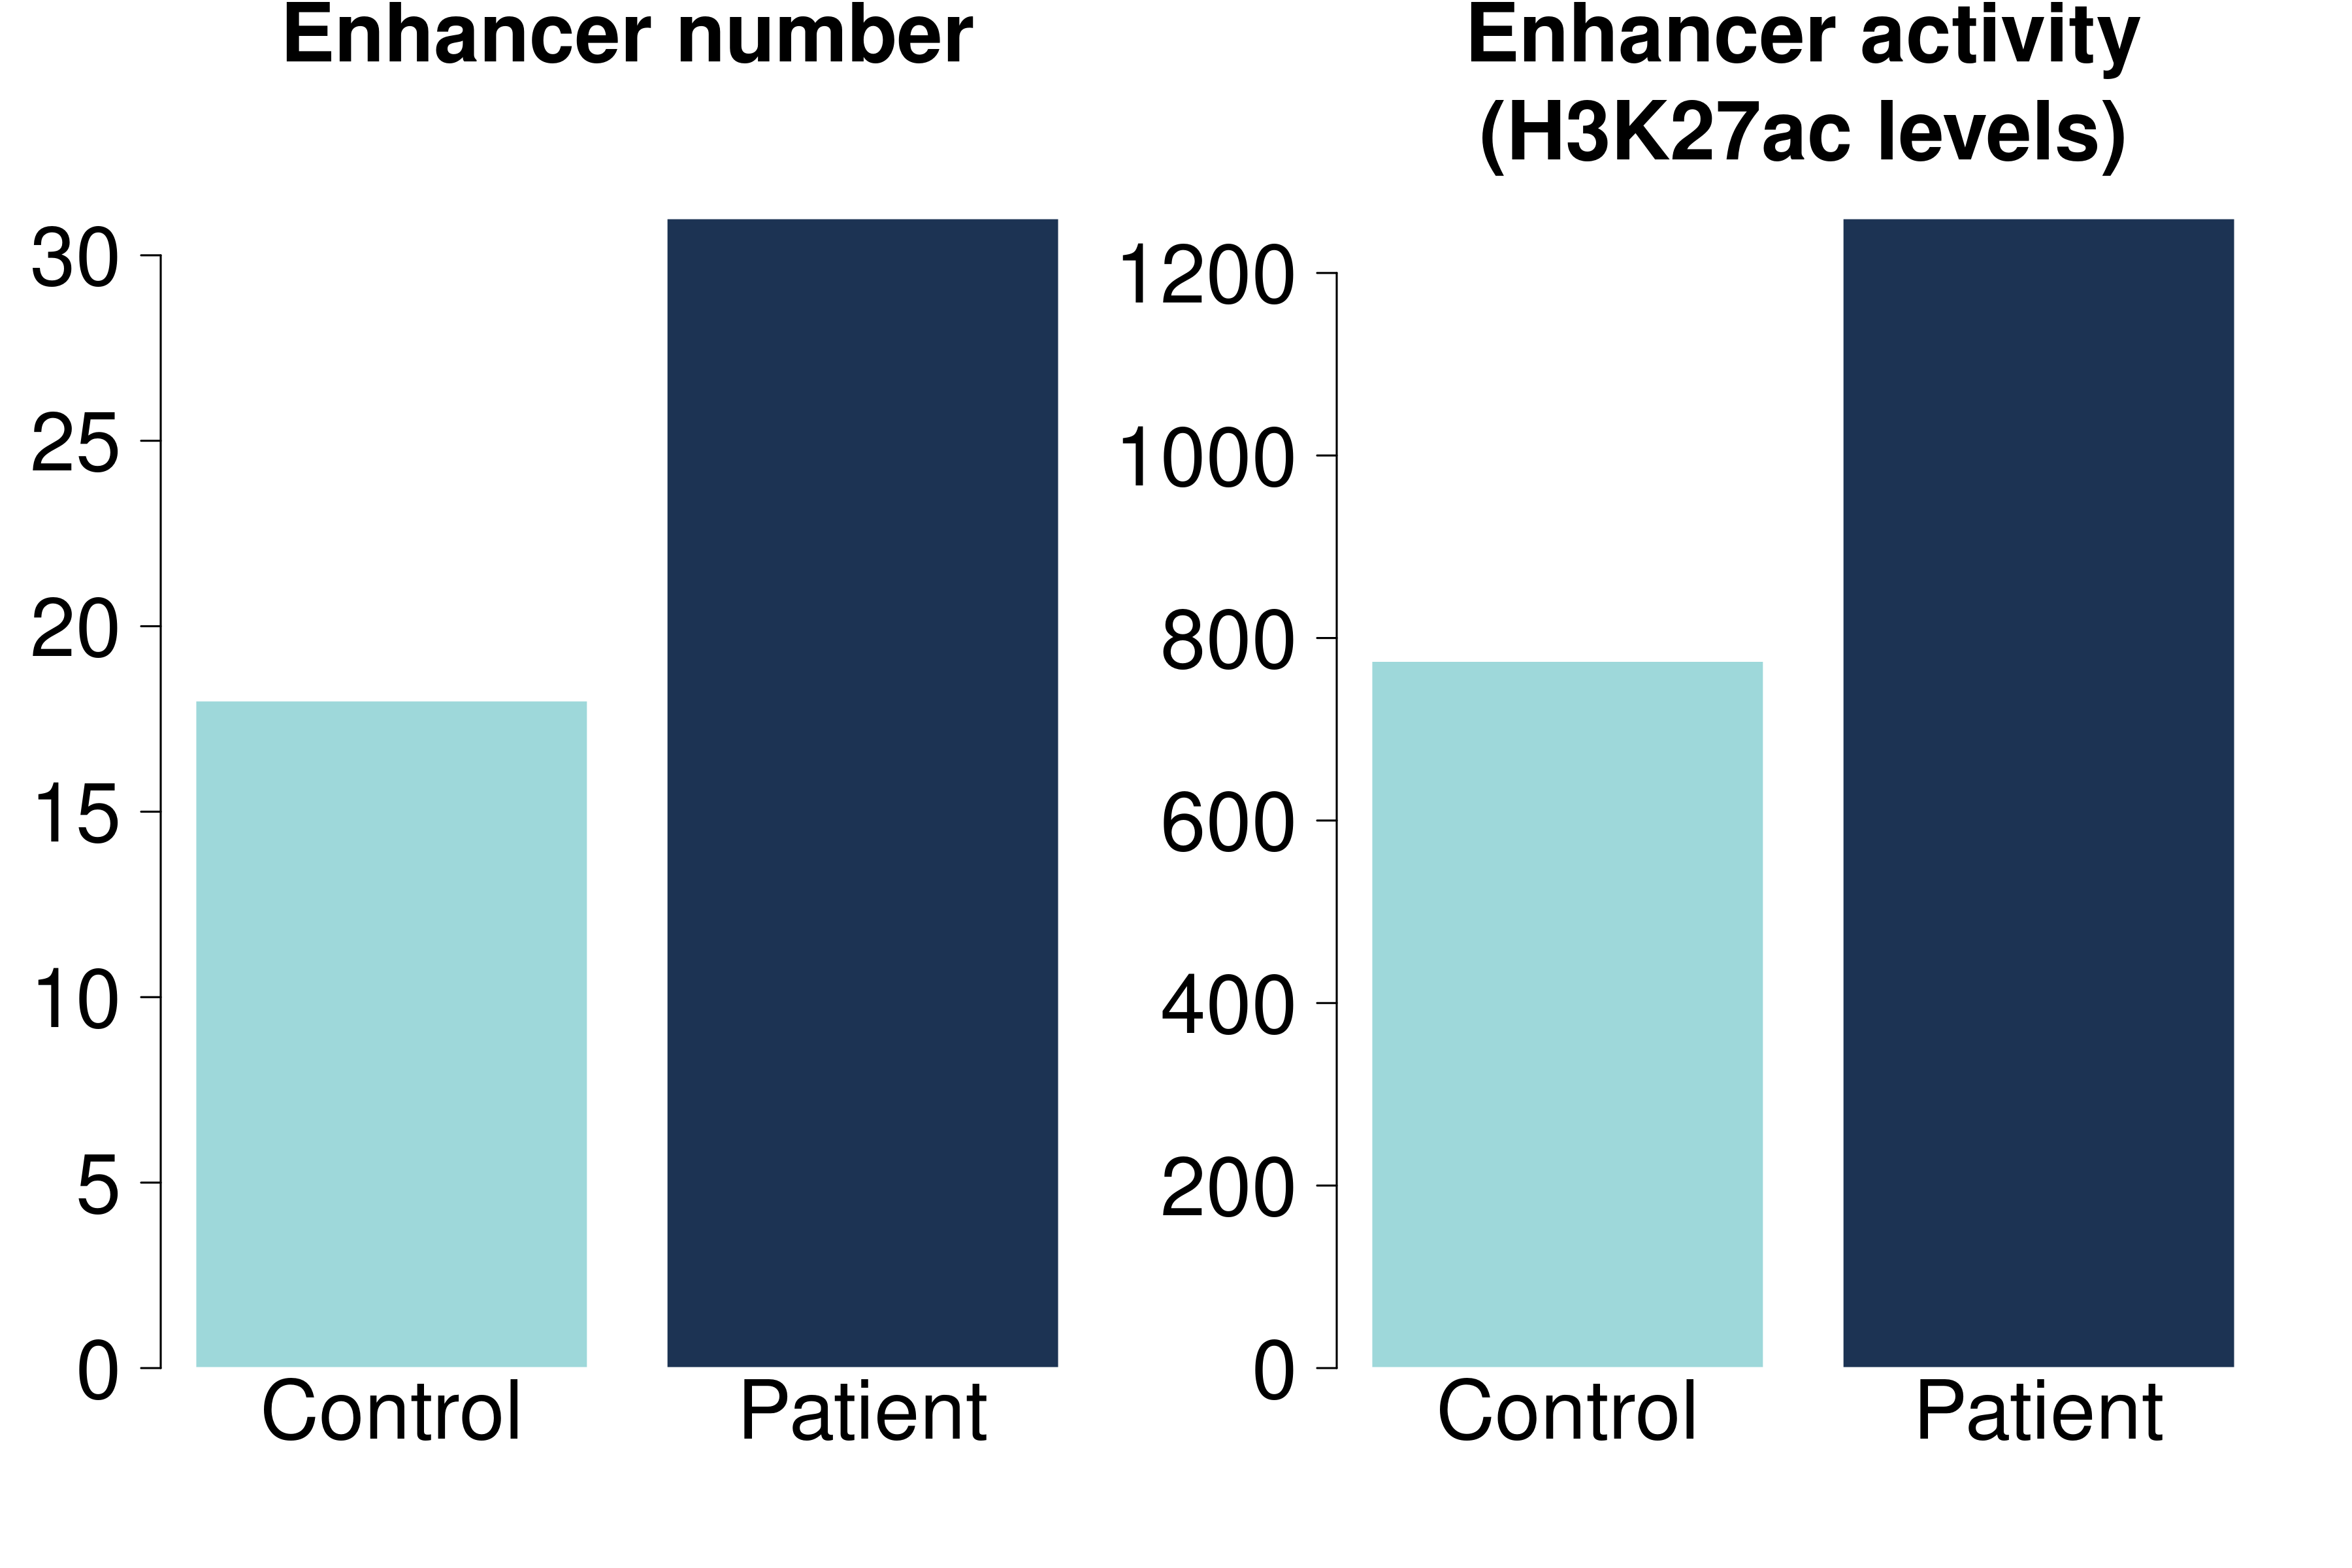 Enhancer number
30
25
20
15
10
5
0
Control Patient
Enhancer activity
(H3K27ac levels)
1200
1000
800
600
400
200
0
Control Patient